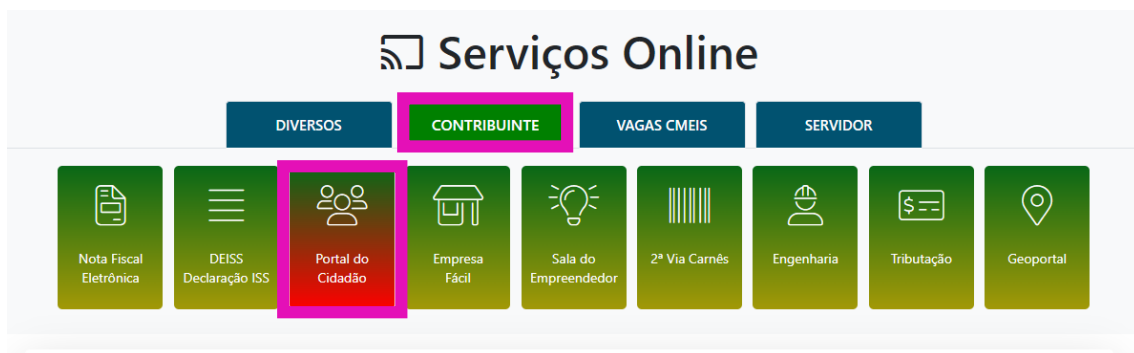 Serviços Online
DIVERSOS
CONTRIBUINTE
VAGAS CMEIS
SERVIDOR
Nota Fiscal
Eletrônica
DEISS
Declaração ISS
Portal do
Cidadão
Empresa
Fácil
Sala do
Empreendedor
2ª Via Carnês
Engenharia
Tributação
Geoportal